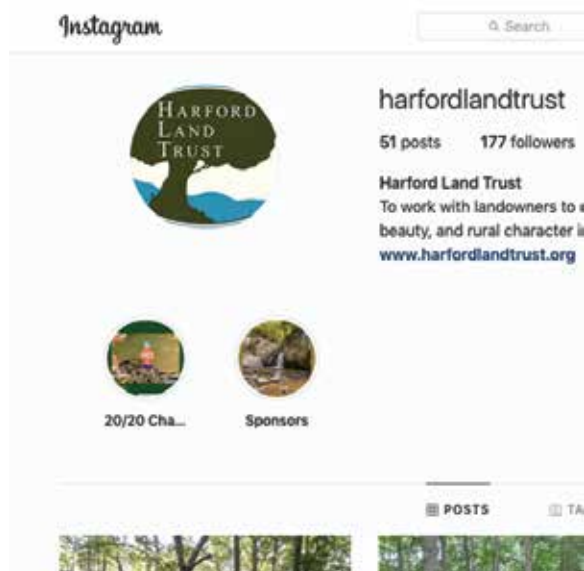 Instagram
Search
HARFORD
LAND
TRUST
harfordlandtrust
51 posts 177 followers
Harford Land Trust
To work with landowners to
beauty, and rural character
www.harfordlandtrust.org
20/20 Cha...
Sponsors
POSTS